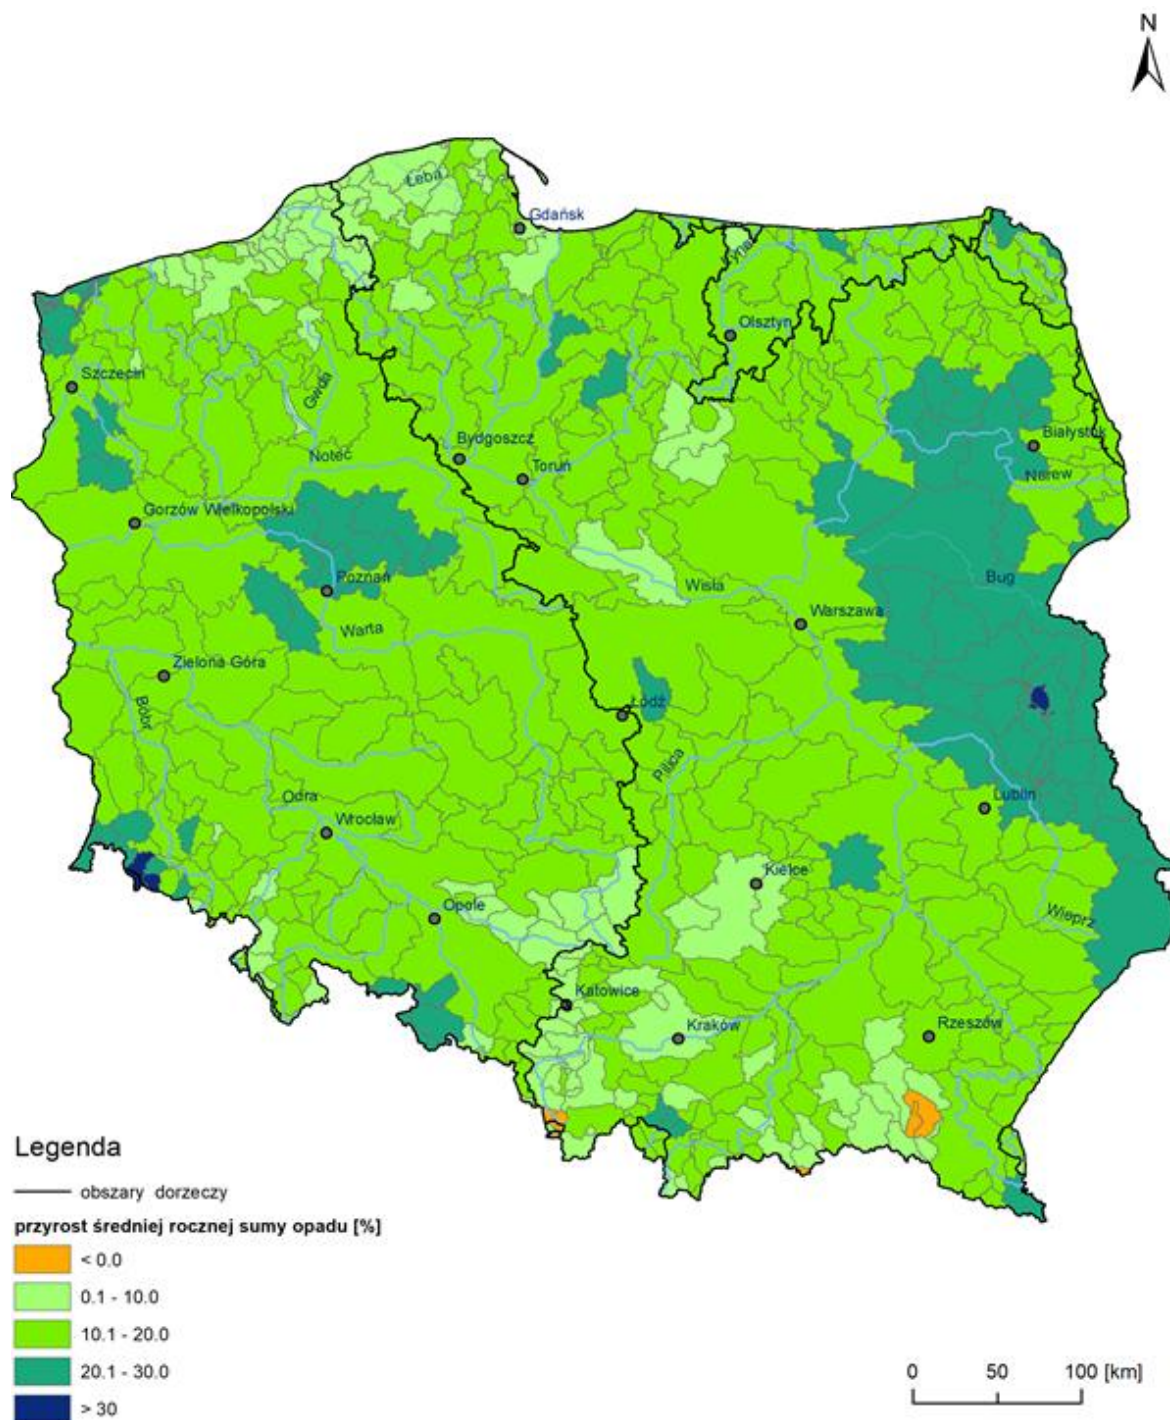 N
Łeba
Gdańsk
Łyna
Olsztyn
Szczecin
Gwda
Bydgoszcz
Białystok
Noteć
Toruń
Narew
Gorzów Wielkopolski
Poznań
Wisła
Bug
Warta
Warszawa
Zielona Góra
Bóbr
Łódź
Pilica
Odra
Wrocław
Lublin
Kielce
Opole
Wieprz
Katowice
Kraków
Rzeszów
Legenda
obszary dorzeczy
przyrost średniej rocznej sumy opadu [%]
< 0.0
0.1 - 10.0
10.1 - 20.0
20.1 - 30.0
> 30
0 50 100 [km]